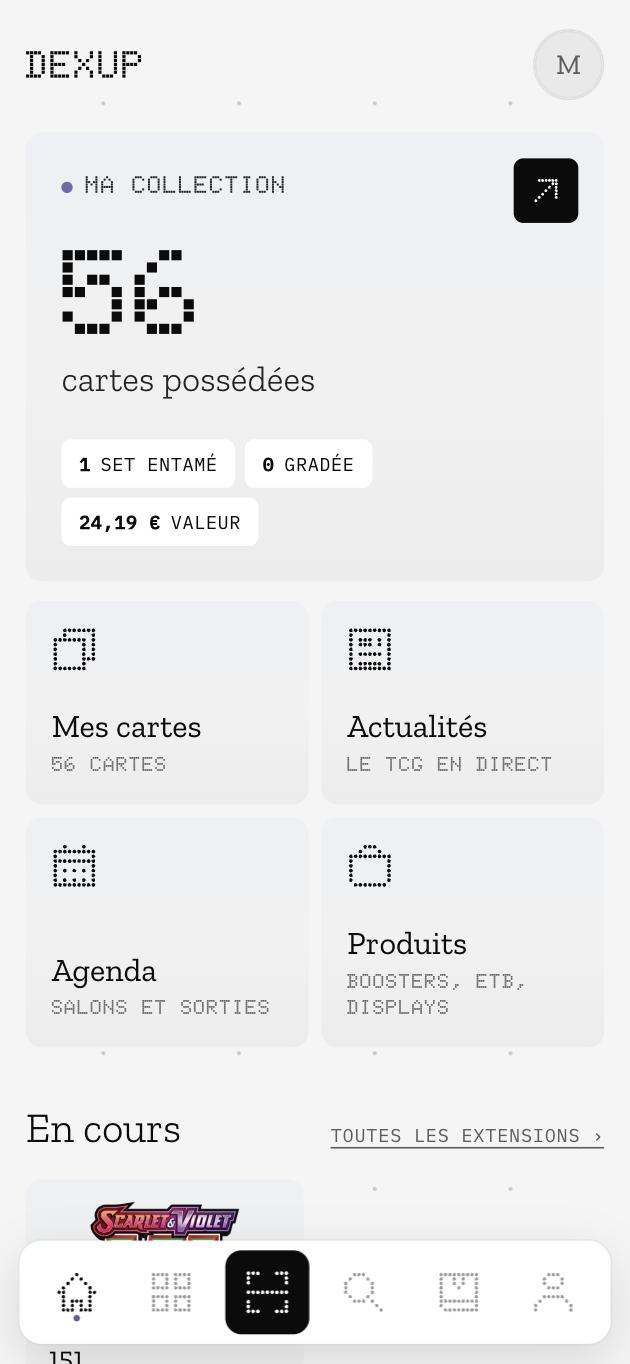 DEXUP
M
MA COLLECTION
56
cartes possédées
1 SET ENTAMÉ
0 GRADÉE
24,19 € VALEUR
Mes cartes
56 CARTES
Actualités
LE TCG EN DIRECT
Agenda
SALONS ET SORTIES
Produits
BOOSTERS, ETB,
DISPLAYS
En cours
TOUTES LES EXTENSIONS ›
SCARLET & VIOLET
151